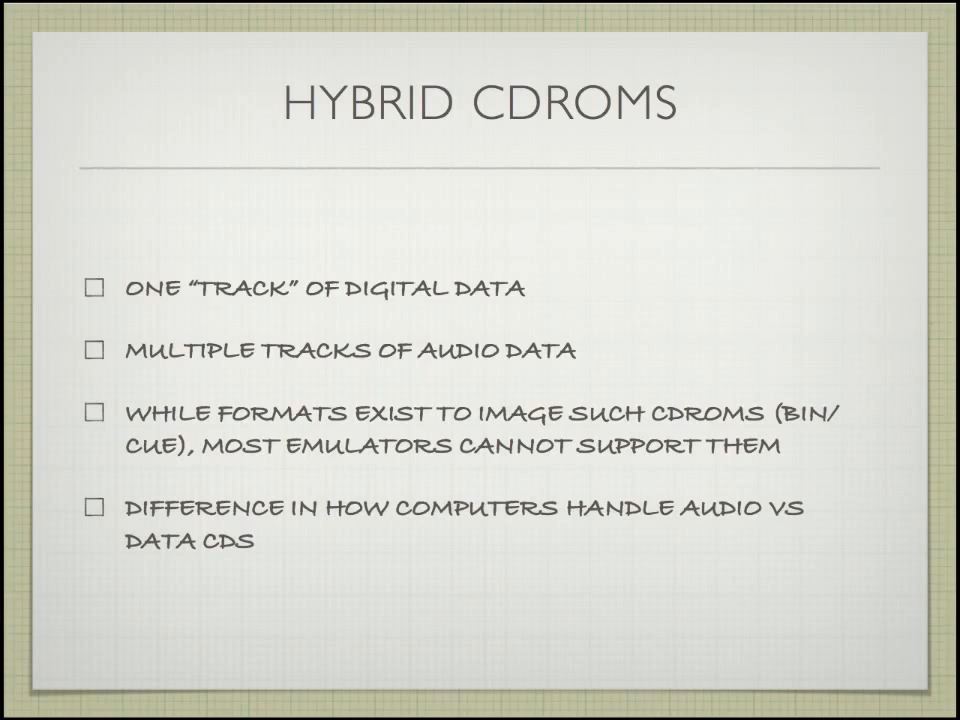 HYBRID CDROMS
ONE “TRACK” OF DIGITAL DATA
MULTIPLE TRACKS OF AUDIO DATA
WHILE FORMATS EXIST TO IMAGE SUCH CDROMS (BIN/
CUE), MOST EMULATORS CANNOT SUPPORT THEM
DIFFERENCE IN HOW COMPUTERS HANDLE AUDIO VS
DATA CDS